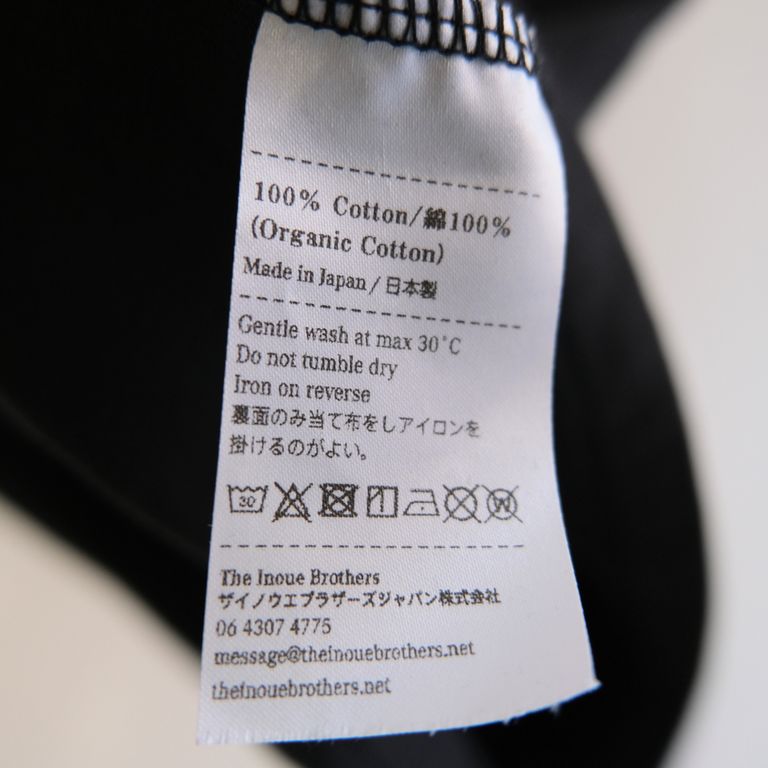 100% Cotton/綿100%
(Organic Cotton)
Made in Japan / 日本製
Gentle wash at max 30°C
Do not tumble dry
Iron on reverse
裏面のみ当て布をしアイロンを
掛けるのがよい。
30 W
The Inoue Brothers
ザイノウエブラザーズジャパン株式会社
06 4307 4775
message@theinouebrothers.net
theinouebrothers.net